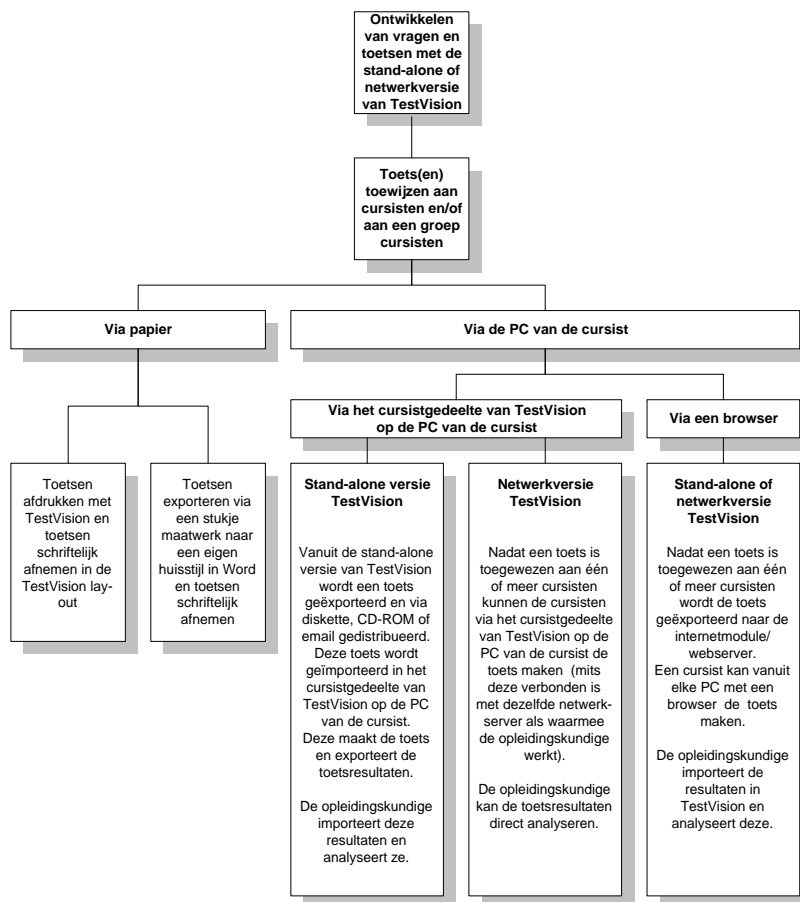 Ontwikkelen
van vragen en
toetsen met de
stand-alone of
netwerkversie
van TestVision
Toets(en)
toewijzen aan
cursisten en/of
aan een groep
cursisten
Via papier
Via de PC van de cursist
Via het cursistgedeelte van TestVision
op de PC van de cursist
Via een browser
Toetsen
afdrukken met
TestVision en
toetsen
schriftelijk
afnemen in de
TestVision lay-
out
Toetsen
exporteren via
een stukje
maatwerk naar
een eigen
huisstijl in Word
en toetsen
schriftelijk
afnemen
Stand-alone versie
TestVision
Vanuit de stand-alone
versie van TestVision
wordt een toets
geëxporteerd en via
diskette, CD-ROM of
email gedistribueerd.
Deze toets wordt
geïmporteerd in het
cursistgedeelte van
TestVision op de PC
van de cursist.
Deze maakt de toets
en exporteert de
toetsresultaten.
De opleidingskundige
importeert deze
resultaten en
analyseert ze.
Netwerkversie
TestVision
Nadat een toets is
toegewezen aan één
of meer cursisten
kunnen de cursisten
via het cursistgedeelte
van TestVision op de
PC van de cursist de
toets maken (mits
deze verbonden is
met dezelfde netwerk-
server als waarmee
de opleidingskundige
werkt).
De opleidingskundige
kan de toetsresultaten
direct analyseren.
Stand-alone of
netwerkversie
TestVision
Nadat een toets is
toegewezen aan één
of meer cursisten
wordt de toets
geëxporteerd naar de
internetmodule/
webserver.
Een cursist kan vanuit
elke PC met een
browser de toets
maken.
De opleidingskundige
importeert de
resultaten in
TestVision en
analyseert deze.